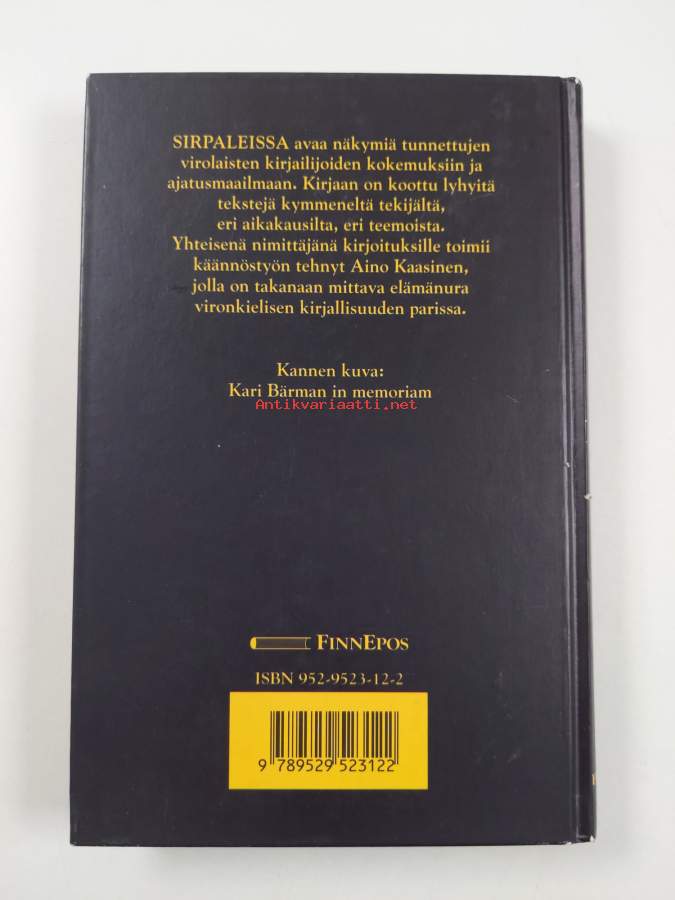 SIRPALEISSA avaa näkymiä tunnettujen
virolaisten kirjailijoiden kokemuksiin ja
ajatusmaailmaan. Kirjaan on koottu lyhyitä
tekstejä kymmeneltä tekijältä,
eri aikakausilta, eri teemoista.
Yhteisenä nimittäjänä kirjoituksille toimii
käännöstyön tehnyt Aino Kaasinen,
jolla on takanaan mittava elämänura
vironkielisen kirjallisuuden parissa.
Kannen kuva:
Kari Bärman in memoriam
Antikvariaatti.net
FINNEPOS
ISBN 952-9523-12-2
9 789529 523122